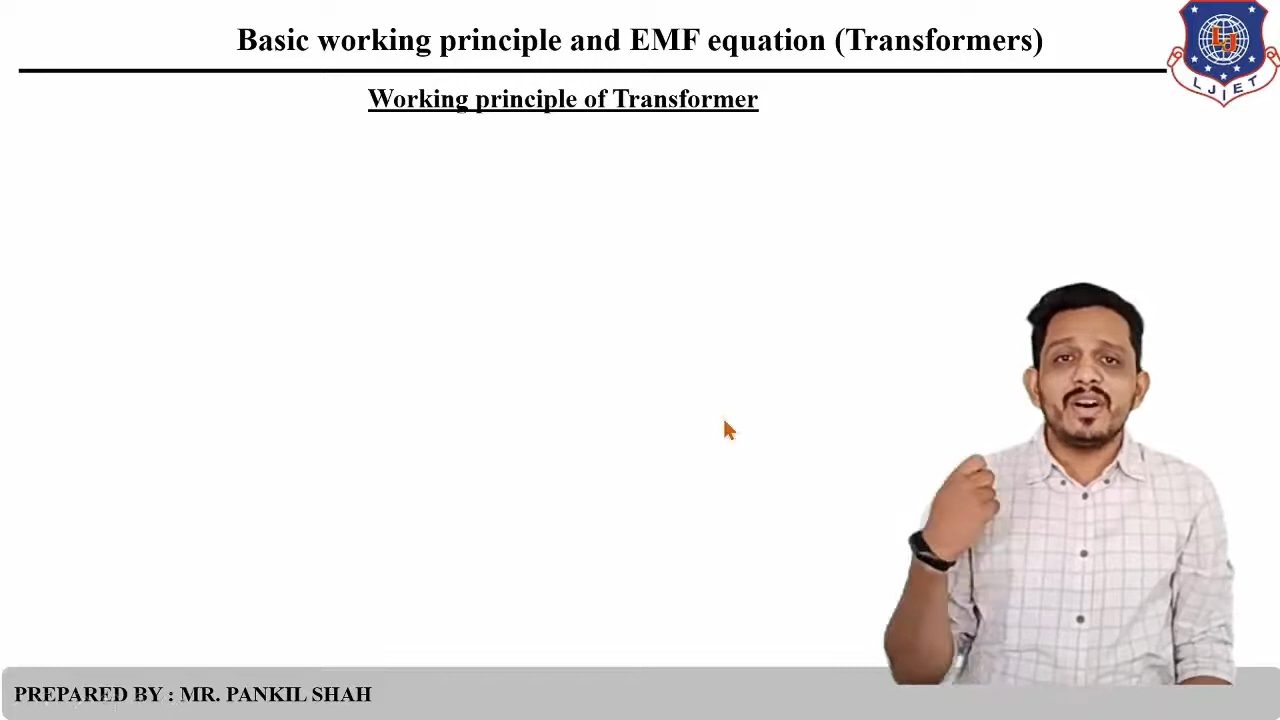 Basic working principle and EMF equation (Transformers)
LJIET
Working principle of Transformer
PREPARED BY : MR. PANKIL SHAH